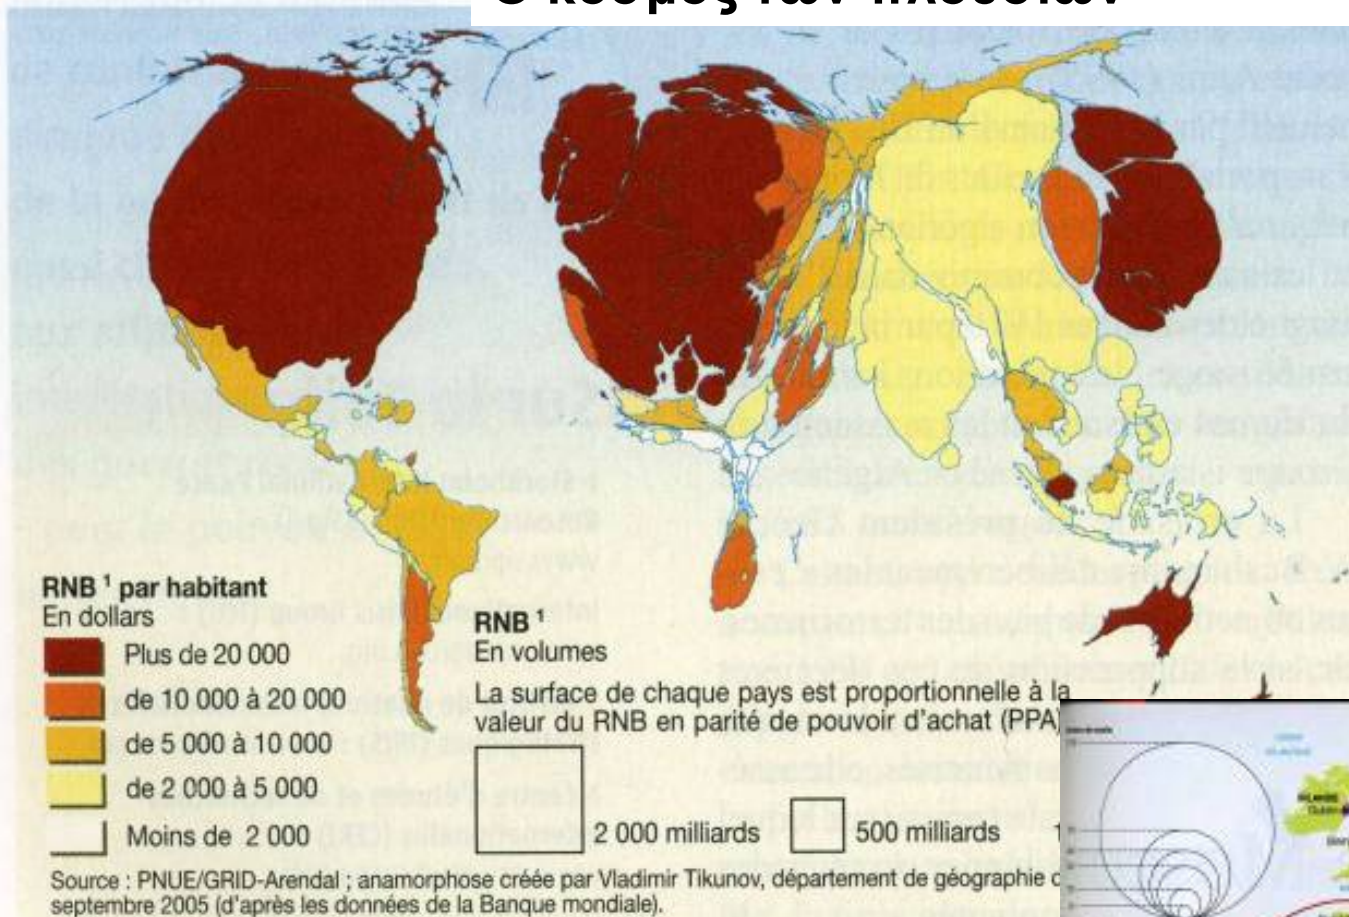 Ο κόσμος των πλουσίων
RNB ¹ par habitant
En dollars
Plus de 20 000
de 10 000 à 20 000
de 5 000 à 10 000
de 2 000 à 5 000
Moins de 2 000
RNB ¹
En volumes
La surface de chaque pays est proportionnelle à la
valeur du RNB en parité de pouvoir d'achat (PPA)
2 000 milliards
500 milliards
Source : PNUE/GRID-Arendal ; anamorphose créée par Vladimir Tikunov, département de géographie
septembre 2005 (d'après les données de la Banque mondiale).